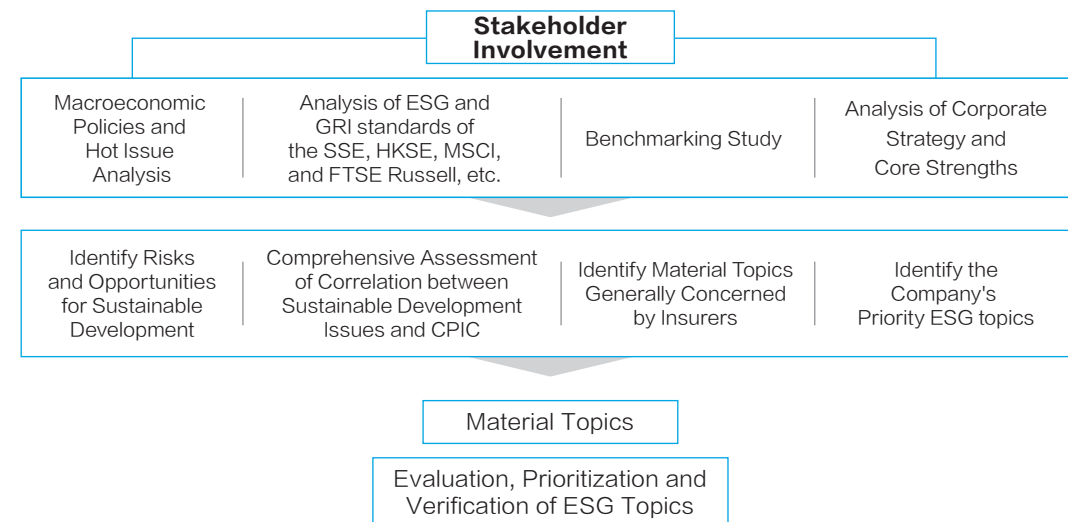 Stakeholder
Involvement
Macroeconomic
Policies and
Hot Issue
Analysis
Analysis of ESG and
GRI standards of
the SSE, HKSE, MSCI,
and FTSE Russell, etc.
Benchmarking Study
Analysis of Corporate
Strategy and
Core Strengths
Identify Risks
and Opportunities
for Sustainable
Development
Comprehensive Assessment
of Correlation between
Sustainable Development
Issues and CPIC
Identify Material Topics
Generally Concerned
by Insurers
Identify the
Company's
Priority ESG topics
Material Topics
Evaluation, Prioritization and
Verification of ESG Topics